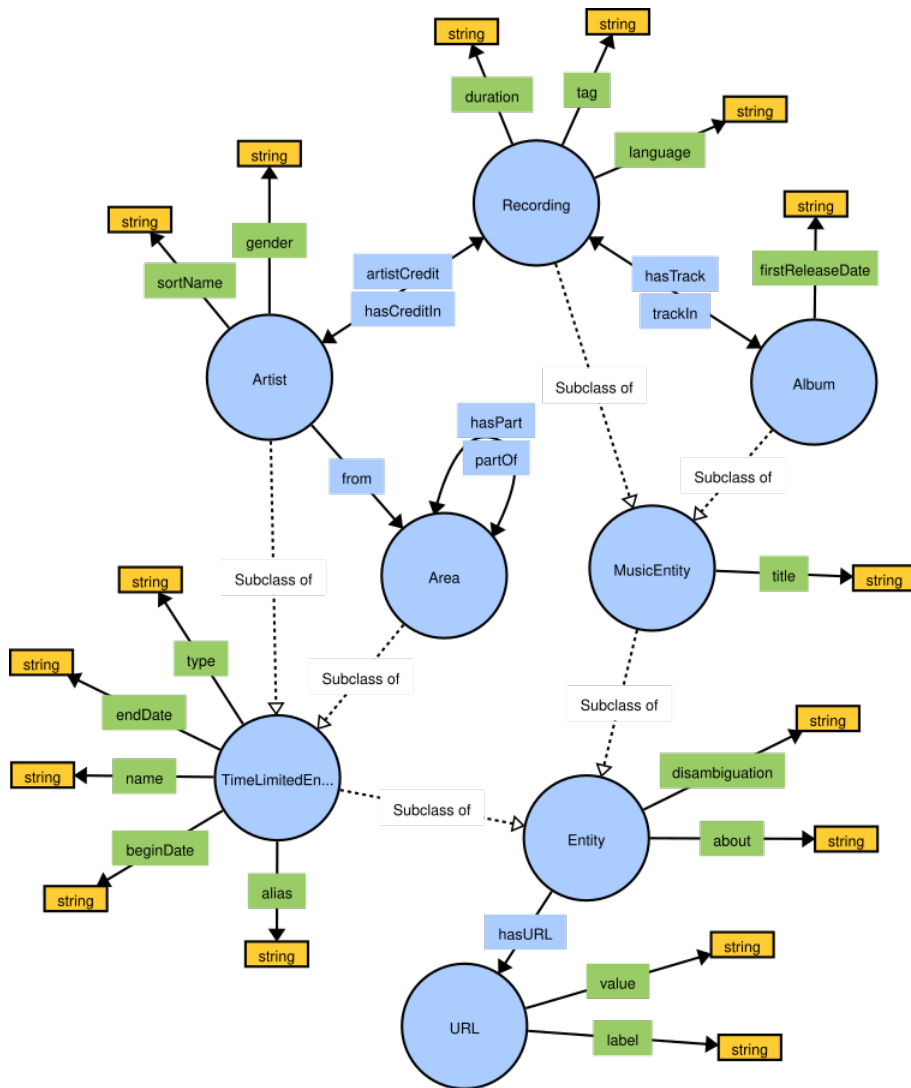 string
string
duration
tag
string
language
string
string
string
gender
sortName
Recording
firstReleaseDate
artistCredit
hasCreditIn
hasTrack
trackIn
Artist
Album
Subclass of
hasPart
partOf
from
Subclass of
Area
MusicEntity
title
string
Subclass of
string
type
Subclass of
Subclass of
string
endDate
string
disambiguation
string
name
TimeLimitedEn...
Subclass of
Entity
about
string
beginDate
string
alias
string
hasURL
string
value
URL
label
string